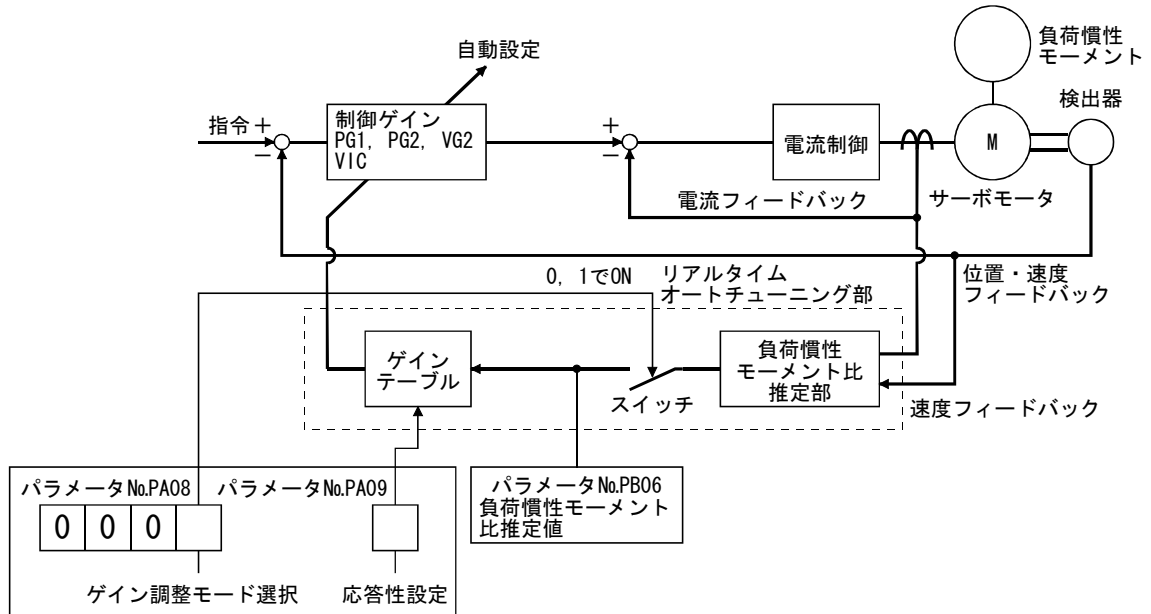 負荷慣性
モーメント
自動設定
検出器
指令
+
−
制御ゲイン
PG1, PG2, VG2
VIC
+
−
電流制御
M
電流フィードバック
サーボモータ
0, 1でON
リアルタイム
オートチューニング部
位置・速度
フィードバック
ゲイン
テーブル
スイッチ
負荷慣性
モーメント比
推定部
速度フィードバック
パラメータNo.PA08
パラメータNo.PA09
パラメータNo.PB06
負荷慣性モーメント
比推定値
0 0 0
ゲイン調整モード選択
応答性設定